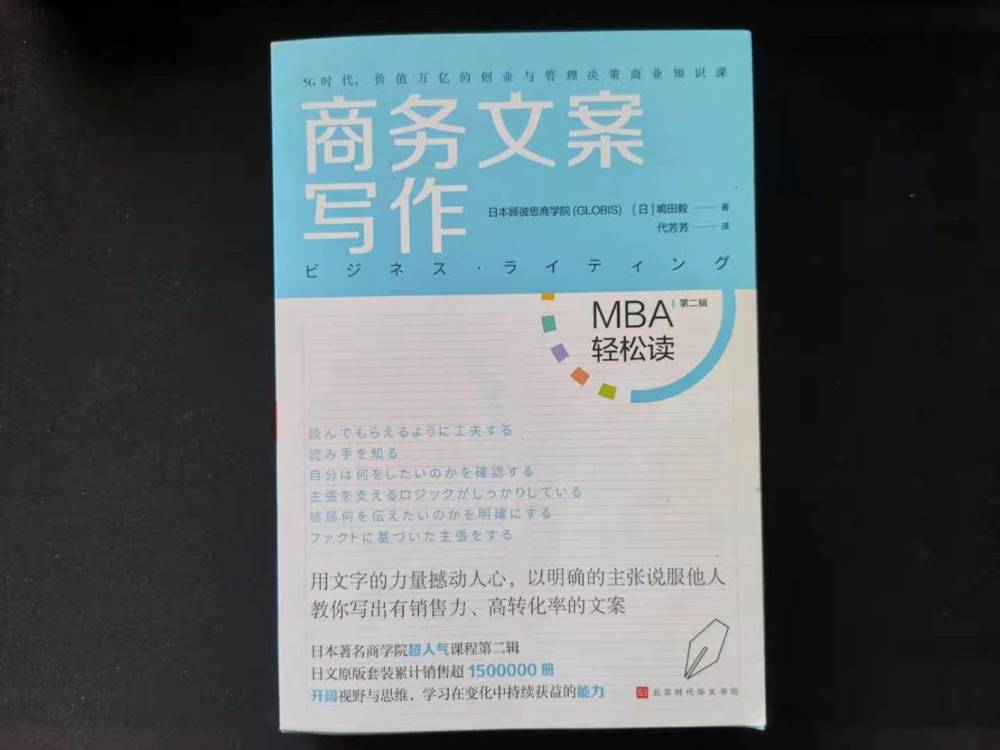 5G时代,价值万亿的创业与管理决策商业知识课
商务文案
写作
日本顾彼思商学院(GLOBIS) [日]嶋田毅——著
代芳芳——译
ビジネス・ライティング
MBA 第二辑
轻松读
読んでもらえるように工夫する
読み手を知る
自分は何をしたいのかを確認する
主張を支えるロジックがしっかりしている
結局何を伝えたいのかを明確にする
ファクトに基づいた主張をする
用文字的力量撼动人心，以明确的主张说服他人
教你写出有销售力、高转化率的文案
日本著名商学院超人气课程第二辑
日文原版套装累计销售超1500000册
开阔视野与思维，学习在变化中持续获益的能力
北京时代华文书局